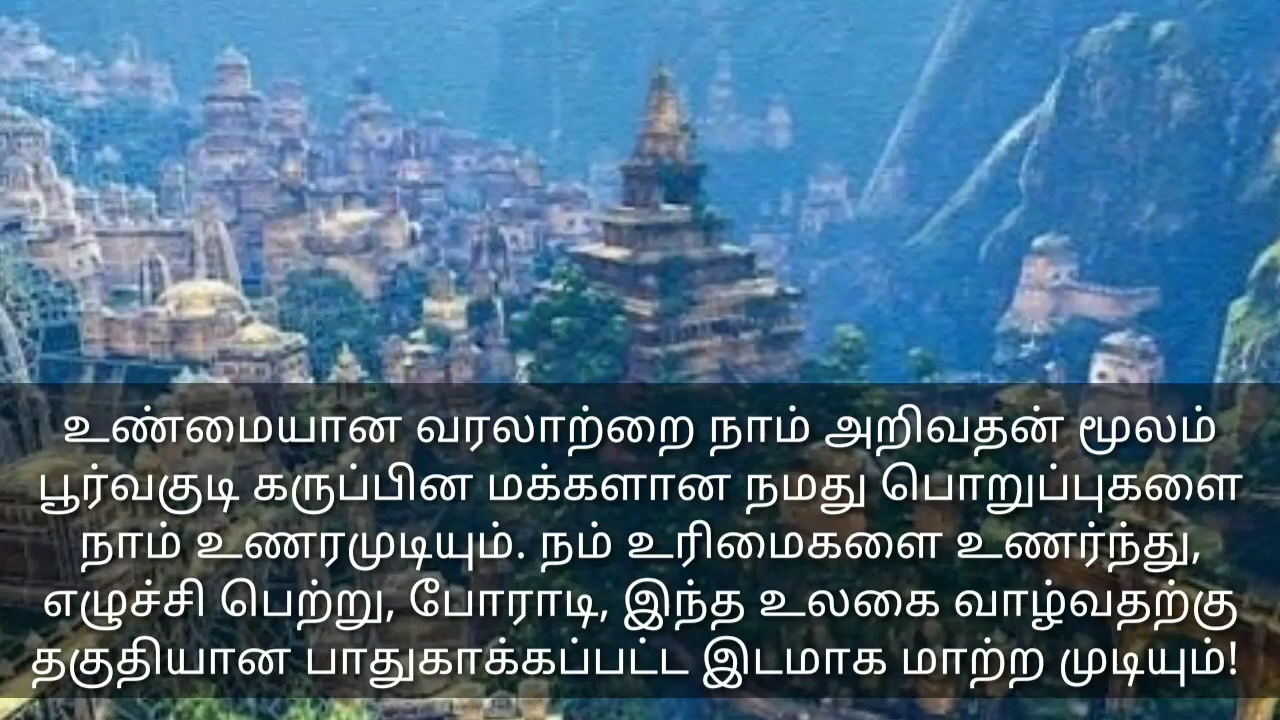 உண்மையான வரலாற்றை நாம் அறிவதன் மூலம்
பூர்வகுடி கருப்பின மக்களான நமது பொறுப்புகளை
நாம் உணரமுடியும். நம் உரிமைகளை உணர்ந்து,
எழுச்சி பெற்று, போராடி, இந்த உலகை வாழ்வதற்கு
தகுதியான பாதுகாக்கப்பட்ட இடமாக மாற்ற முடியும்!